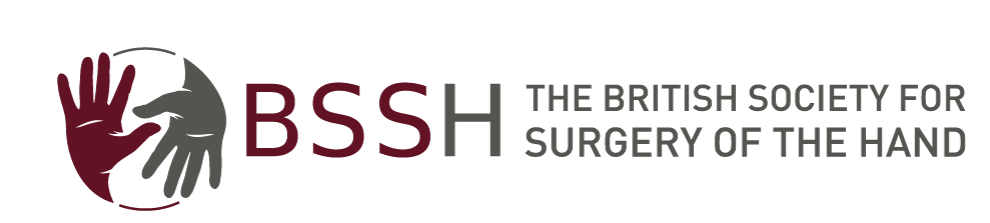 BSSH
THE BRITISH SOCIETY FOR
SURGERY OF THE HAND